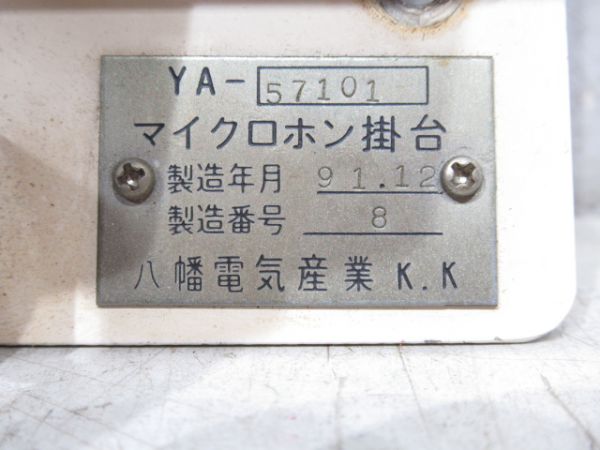 YA-57101
マイクロホン掛台
製造年月 91.12
製造番号 8
八幡電気産業 K.K